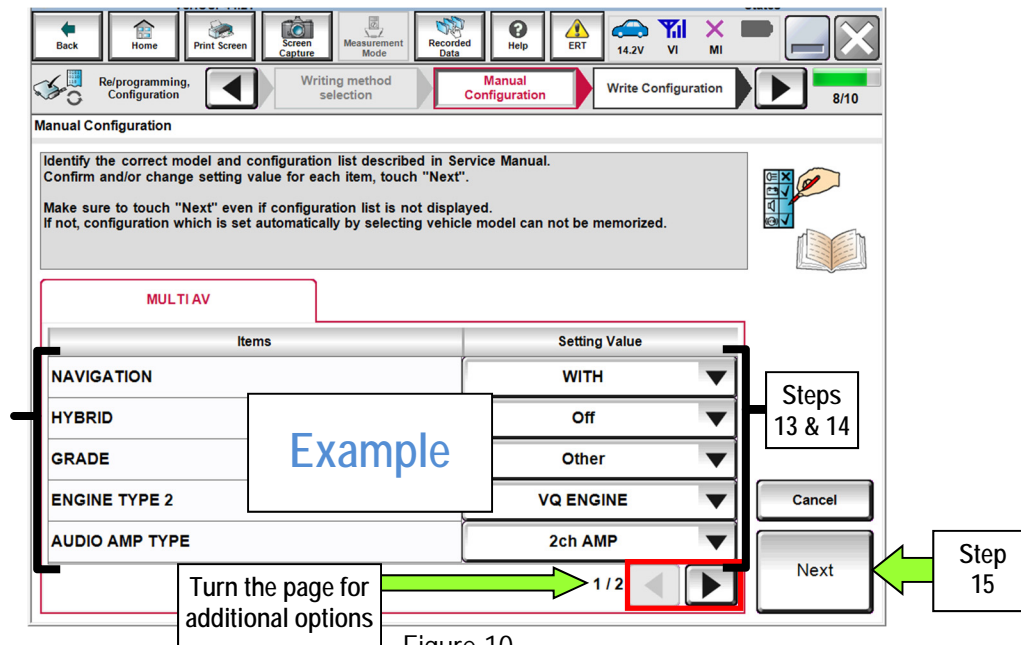 Back
Home
Print Screen
Screen
Capture
Measurement
Mode
Recorded
Data
Help
ERT
14.2V
VI
MI
Re/programming,
Configuration
Writing method
selection
Manual
Configuration
Write Configuration
8/10
Manual Configuration
Identify the correct model and configuration list described in Service Manual.
Confirm and/or change setting value for each item, touch "Next".
Make sure to touch "Next" even if configuration list is not displayed.
If not, configuration which is set automatically by selecting vehicle model can not be memorized.
MULTI AV
Items
Setting Value
NAVIGATION
WITH
HYBRID
Off
GRADE
Other
ENGINE TYPE 2
VQ ENGINE
AUDIO AMP TYPE
2ch AMP
Example
Steps
13 & 14
Cancel
Next
Step
15
1 / 2
Turn the page for
additional options
Figure 10